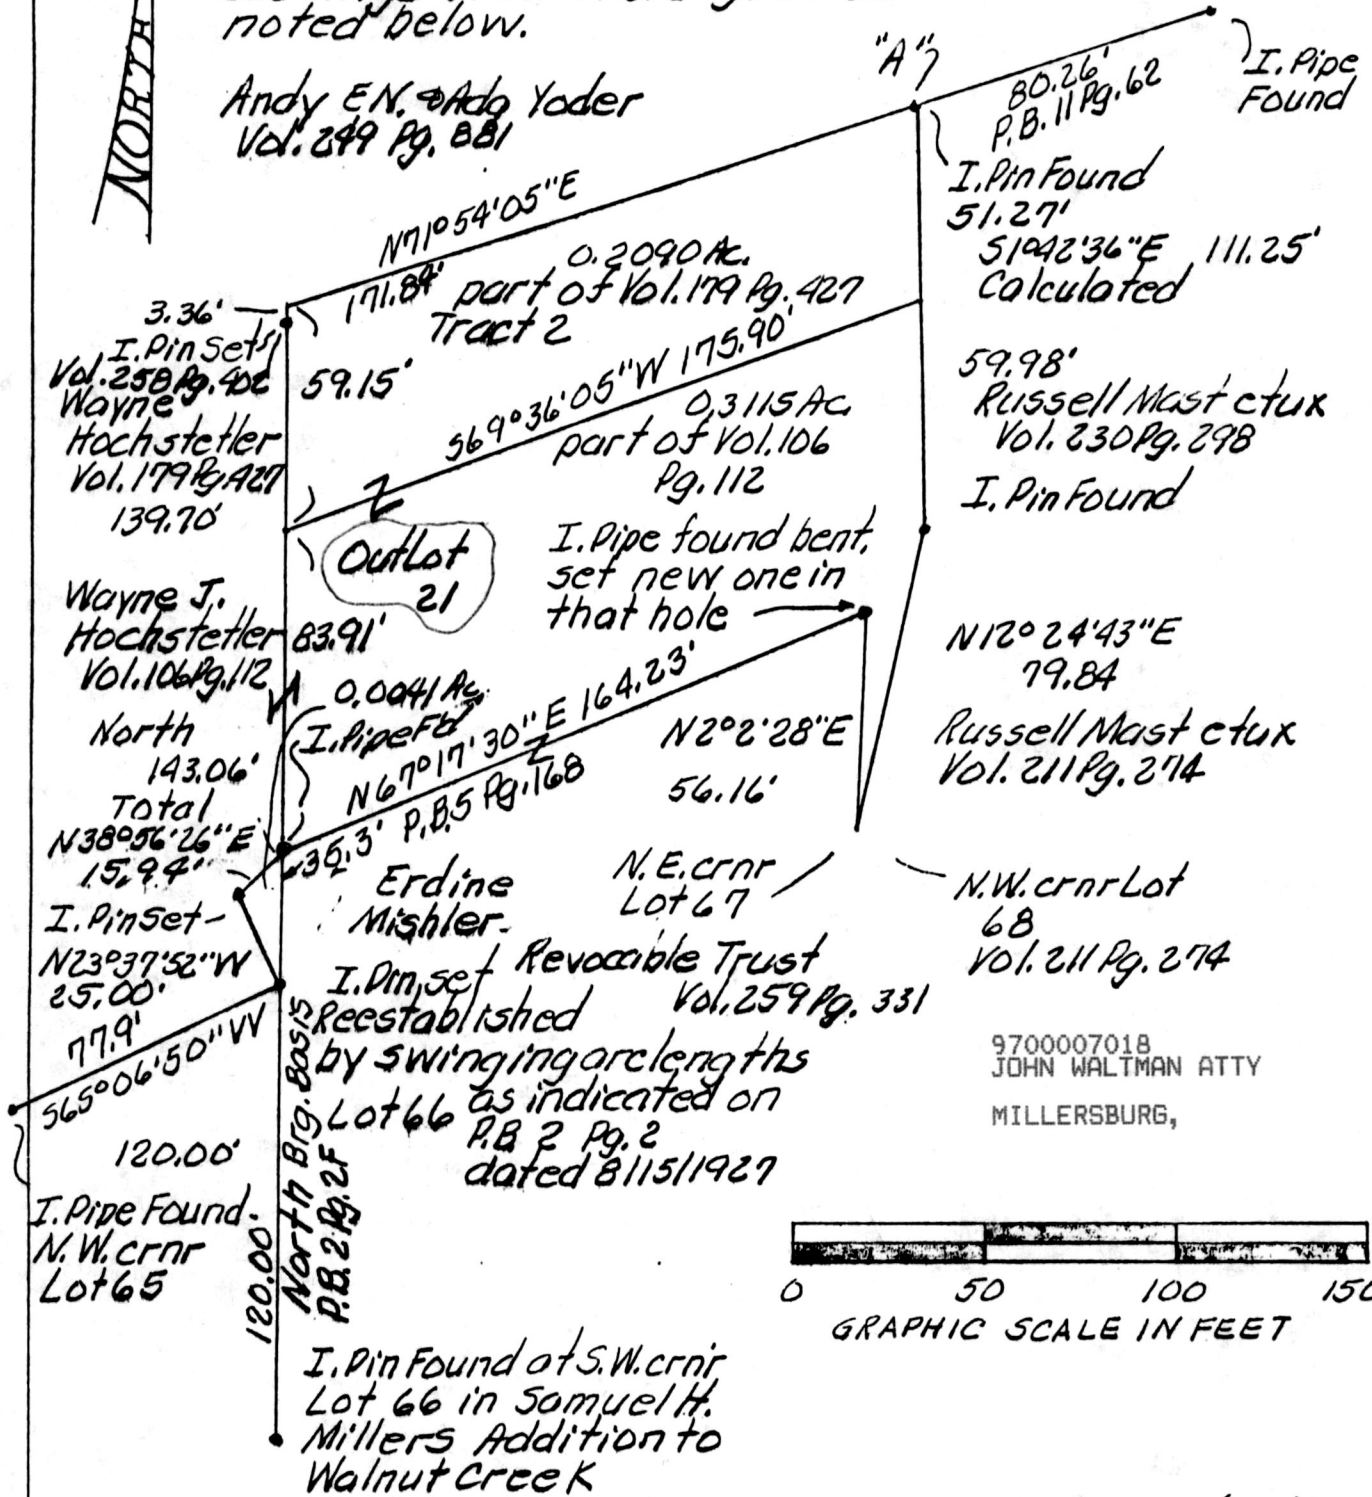 noted below.
NORTH
Andy E.N. & Ada Yoder
Vol. 249 Pg. 881
"A"
80.26'
P.B. 11 Pg. 62
I. Pipe
Found
I. Pin Found
51.27'
S1°42'36"E 111.25'
Calculated
N71°54'05"E
171.84'
0.2090 Ac.
part of Vol. 179 Pg. 427
Tract 2
3.36'
I. Pin Set
Vol. 258 Pg. 402
Wayne
Hochstetler
Vol. 179 Pg. 427
139.70'
59.15'
S69°36'05"W 175.90'
0.3115 Ac.
part of Vol. 106
Pg. 112
59.98'
Russell Mast etux
Vol. 230 Pg. 298
I. Pin Found
OutLot
21
I. Pipe found bent,
set new one in
that hole
Wayne J.
Hochstetler
Vol. 106 Pg. 112
83.91'
0.0041 Ac.
I. Pipe Fd
North
143.06'
Total
N67°17'30"E 164.23'
P.B. 5 Pg. 168
N2°2'28"E
56.16'
N12°24'43"E
79.84
Russell Mast etux
Vol. 211 Pg. 274
N38°56'26"E
15.94'
35.3'
I. Pin Set
N23°37'52"W
25.00'
77.9'
S65°06'50"W
120.00'
I. Pipe Found-
N.W. crnr
Lot 65
Erdine
Mishler
Revocable Trust
Vol. 259 Pg. 331
N.E. crnr
Lot 67
N.W. crnr Lot
68
Vol. 211 Pg. 274
I. Pin, set
Reestablished
by swinging arc lengths
as indicated on
P.B. 2 Pg. 2
dated 8/15/1927
Lot 66
North Brg. Basis
P.B. 2 Pg. 2F
120.00'
9700007018
JOHN WALTMAN ATTY
MILLERSBURG,
0 50 100 150
GRAPHIC SCALE IN FEET
I. Pin Found at S.W. crnr
Lot 66 in Samuel H.
Millers Addition to
Walnut Creek